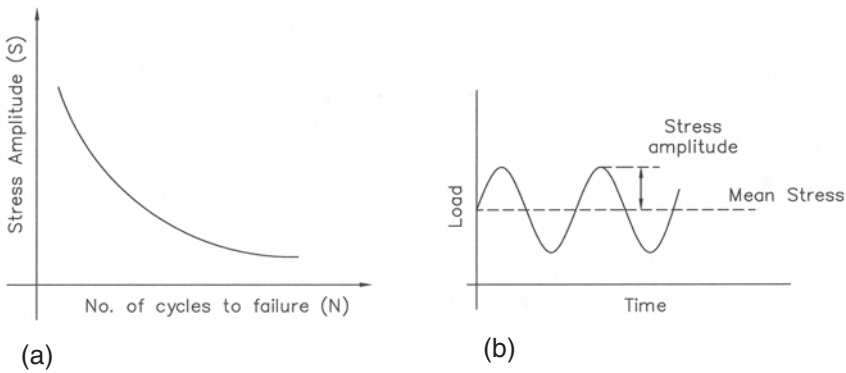 Stress Amplitude (S)
No. of cycles to failure (N)
(a)
Load
Stress
amplitude
Mean Stress
Time
(b)